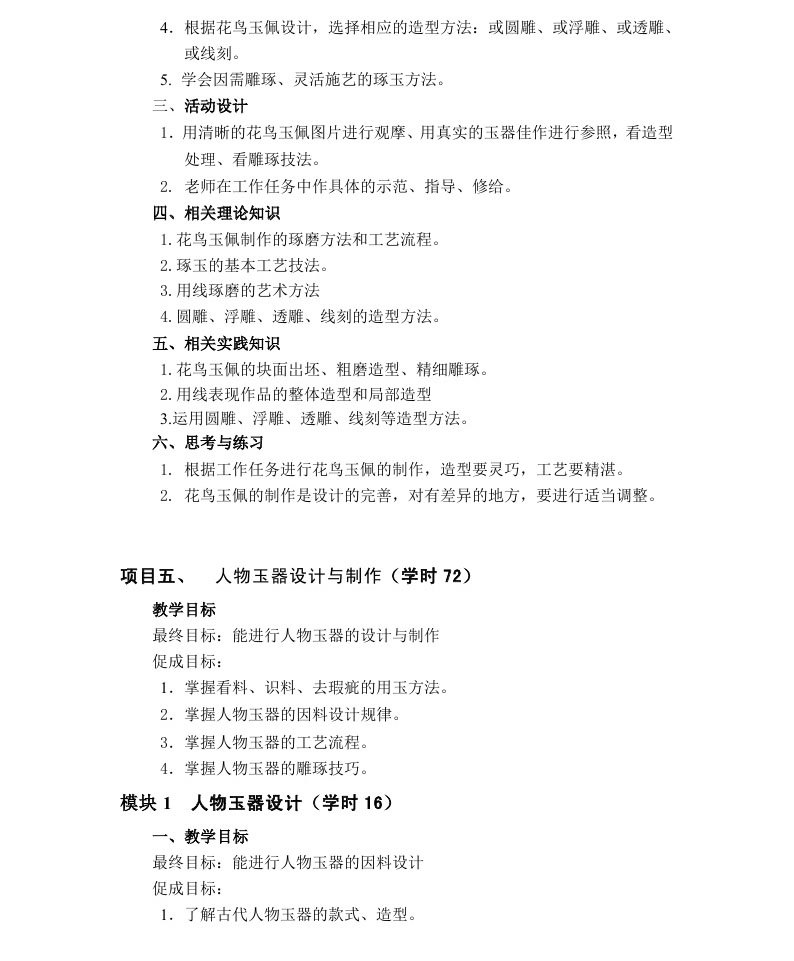 4．根据花鸟玉佩设计，选择相应的造型方法：或圆雕、或浮雕、或透雕、
或线刻。
5. 学会因需雕琢、灵活施艺的琢玉方法。
三、活动设计
1．用清晰的花鸟玉佩图片进行观摩、用真实的玉器佳作进行参照，看造型
处理、看雕琢技法。
2. 老师在工作任务中作具体的示范、指导、修给。
四、相关理论知识
1.花鸟玉佩制作的琢磨方法和工艺流程。
2.琢玉的基本工艺技法。
3.用线琢磨的艺术方法
4.圆雕、浮雕、透雕、线刻的造型方法。
五、相关实践知识
1.花鸟玉佩的块面出坯、粗磨造型、精细雕琢。
2.用线表现作品的整体造型和局部造型
3.运用圆雕、浮雕、透雕、线刻等造型方法。
六、思考与练习
1. 根据工作任务进行花鸟玉佩的制作，造型要灵巧，工艺要精湛。
2. 花鸟玉佩的制作是设计的完善，对有差异的地方，要进行适当调整。
项目五、 人物玉器设计与制作（学时 72）
教学目标
最终目标：能进行人物玉器的设计与制作
促成目标：
1．掌握看料、识料、去瑕疵的用玉方法。
2．掌握人物玉器的因料设计规律。
3．掌握人物玉器的工艺流程。
4．掌握人物玉器的雕琢技巧。
模块 1 人物玉器设计（学时 16）
一、教学目标
最终目标：能进行人物玉器的因料设计
促成目标：
1．了解古代人物玉器的款式、造型。